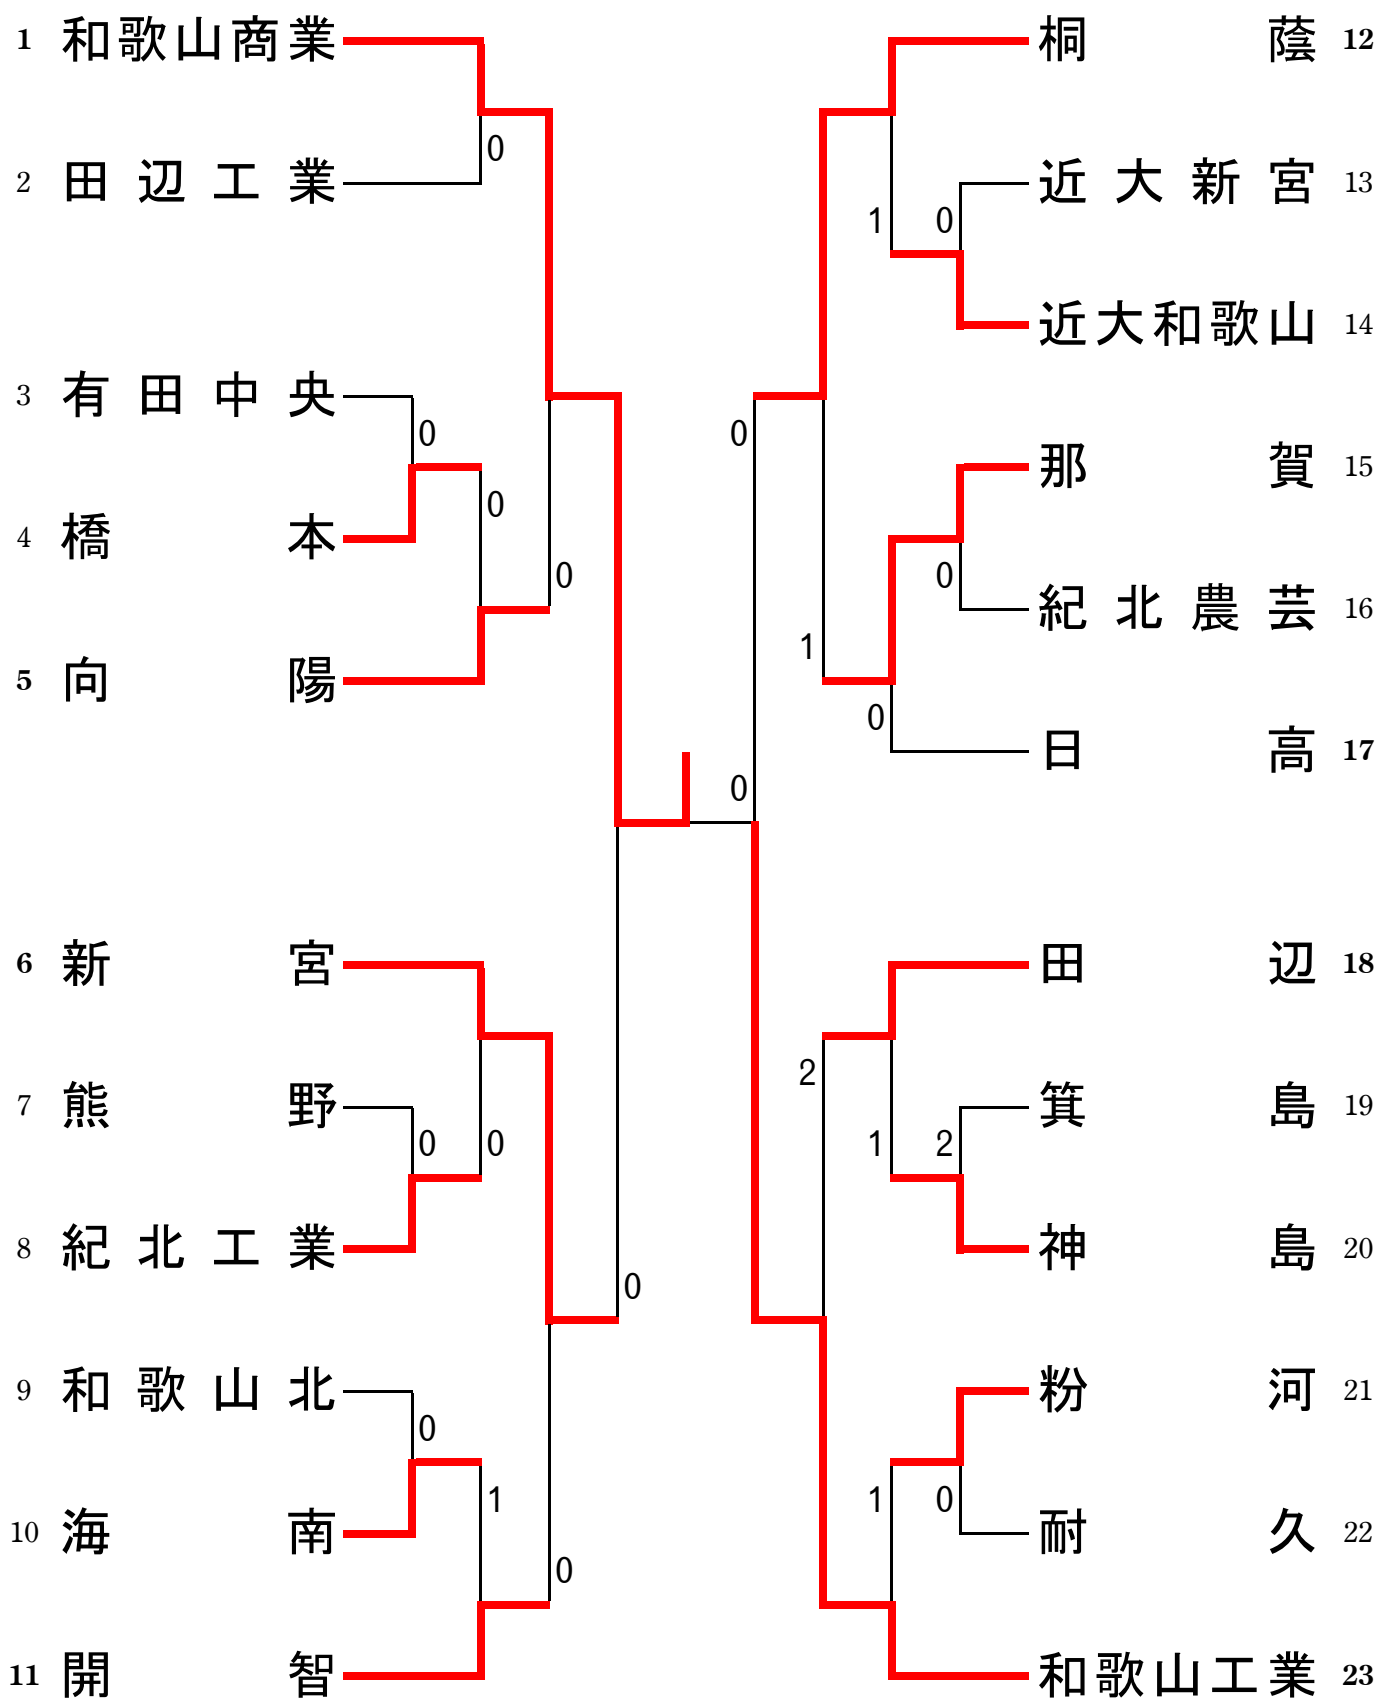 1 和歌山商業
2 田辺工業
0
3 有田中央
0
4 橋本
0
5 向陽
0
6 新宮
7 熊野
0
0
8 紀北工業
0
9 和歌山北
0
10 海南
1
11 開智
0
桐蔭 12
近大新宮 13
1
0
近大和歌山 14
0
那賀 15
0
紀北農芸 16
1
0
日高 17
0
田辺 18
2
箕島 19
1
2
神島 20
粉河 21
1
0
耐久 22
和歌山工業 23